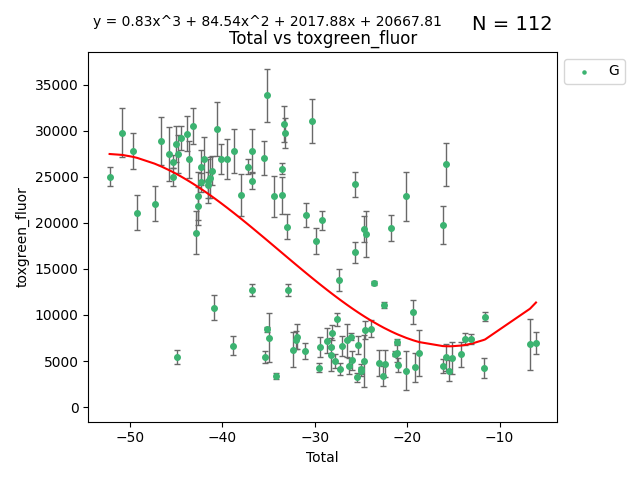 y = 0.83x^3 + 84.54x^2 + 2017.88x + 20667.81
N = 112
Total vs toxgreen_fluor
G
toxgreen_fluor
35000
30000
25000
20000
15000
10000
5000
0
−50
−40
−30
−20
−10
Total